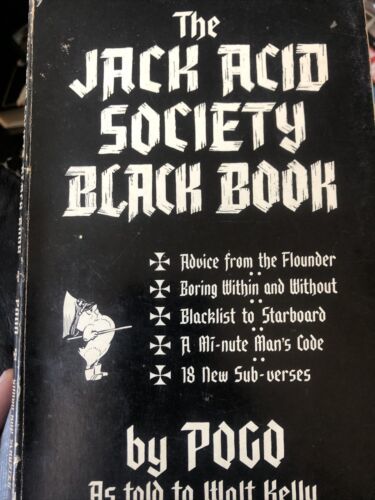 The
JACK ACID
SOCIETY
BLACK BOOK
Advice from the Flounder
Boring Within and Without
Blacklist to Starboard
A Mi-nute Man's Code
18 New Sub-verses
by POGO
As told to Walt Kelly